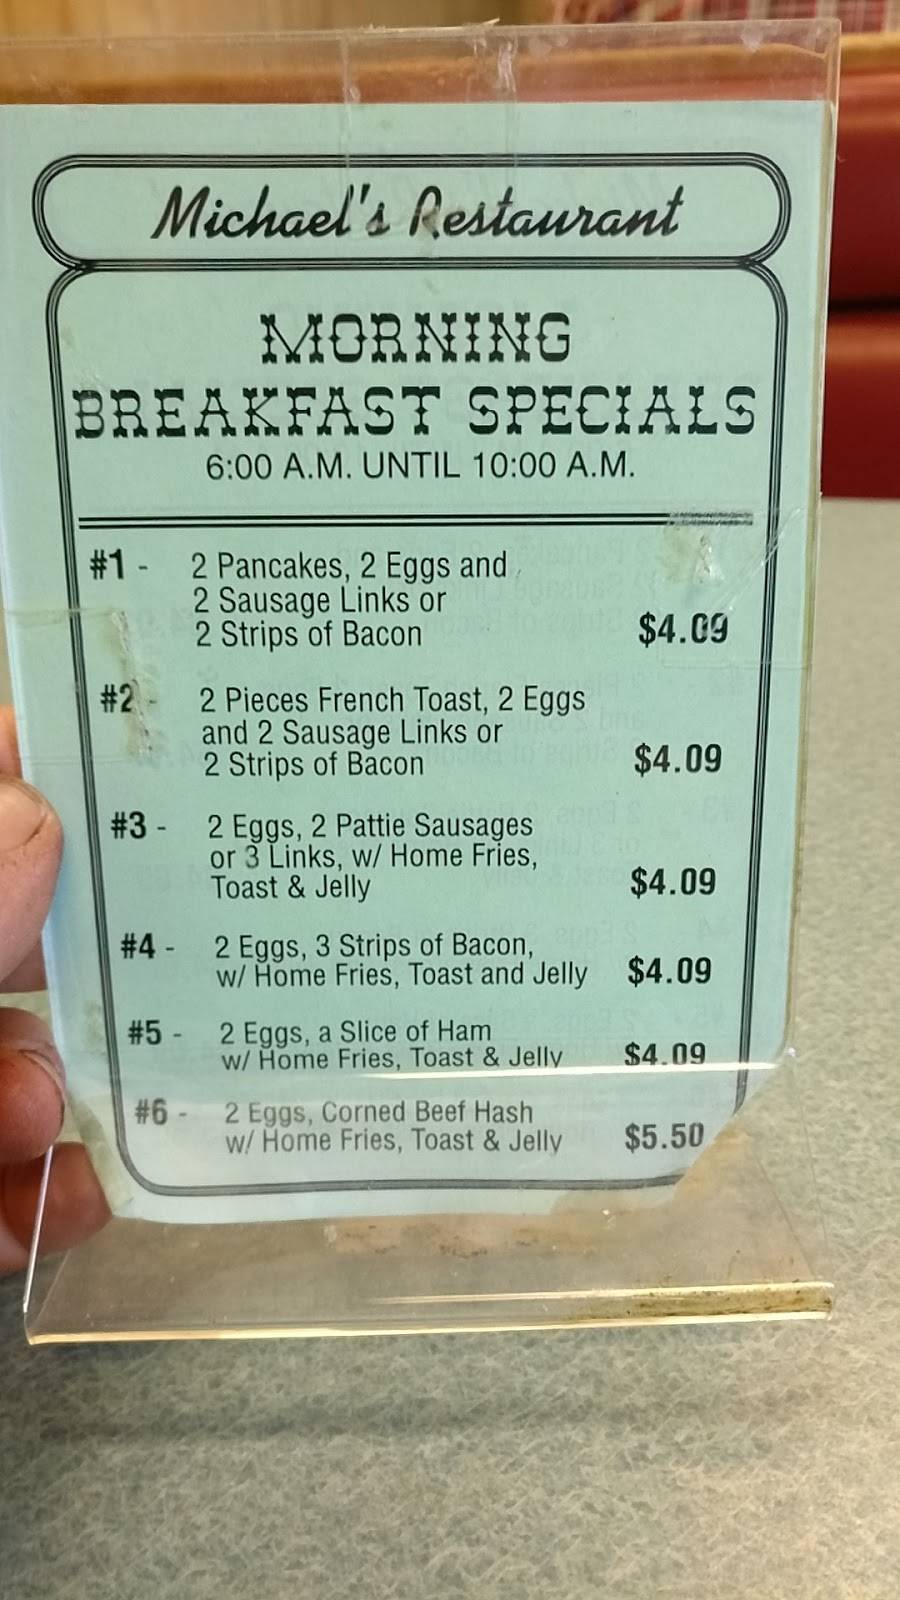 Michael's Restaurant
MORNING
BREAKFAST SPECIALS
6:00 A.M. UNTIL 10:00 A.M.
#1 - 2 Pancakes, 2 Eggs and
2 Sausage Links or
2 Strips of Bacon $4.09
#2 - 2 Pieces French Toast, 2 Eggs
and 2 Sausage Links or
2 Strips of Bacon $4.09
#3 - 2 Eggs, 2 Pattie Sausages
or 3 Links, w/ Home Fries,
Toast & Jelly $4.09
#4 - 2 Eggs, 3 Strips of Bacon,
w/ Home Fries, Toast and Jelly $4.09
#5 - 2 Eggs, a Slice of Ham
w/ Home Fries, Toast & Jelly $4.09
#6 - 2 Eggs, Corned Beef Hash
w/ Home Fries, Toast & Jelly $5.50